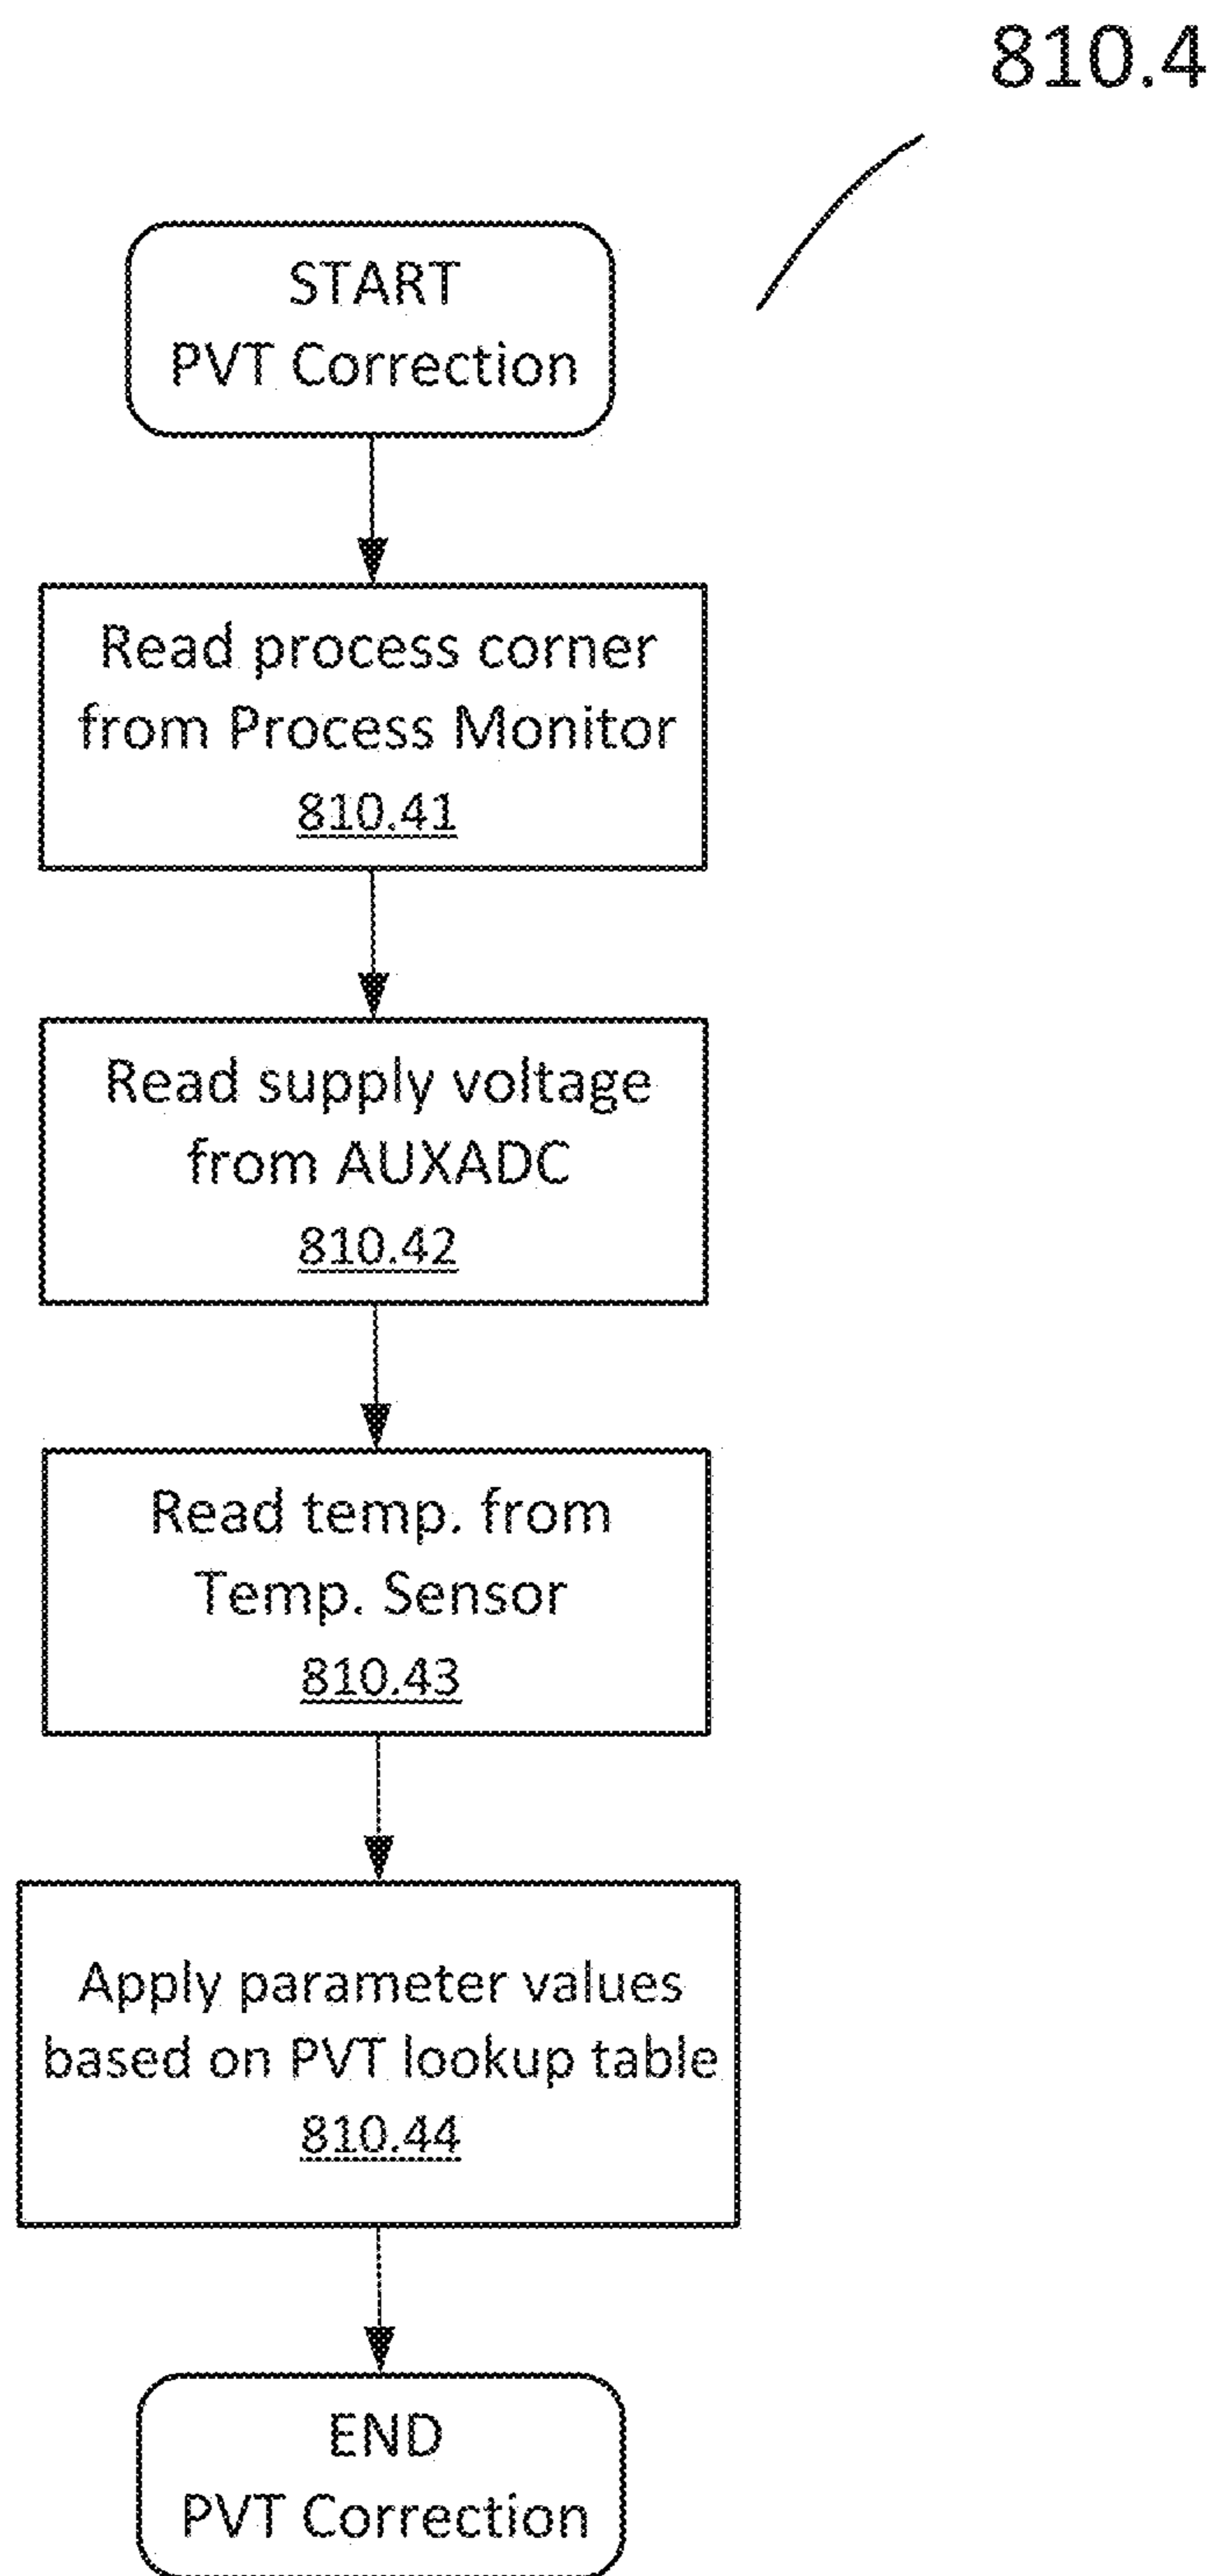 810.4
START
PVT Correction
Read process corner
from Process Monitor
810.41
Read supply voltage
from AUXADC
810.42
Read temp. from
Temp. Sensor
810.43
Apply parameter values
based on PVT lookup table
810.44
END
PVT Correction